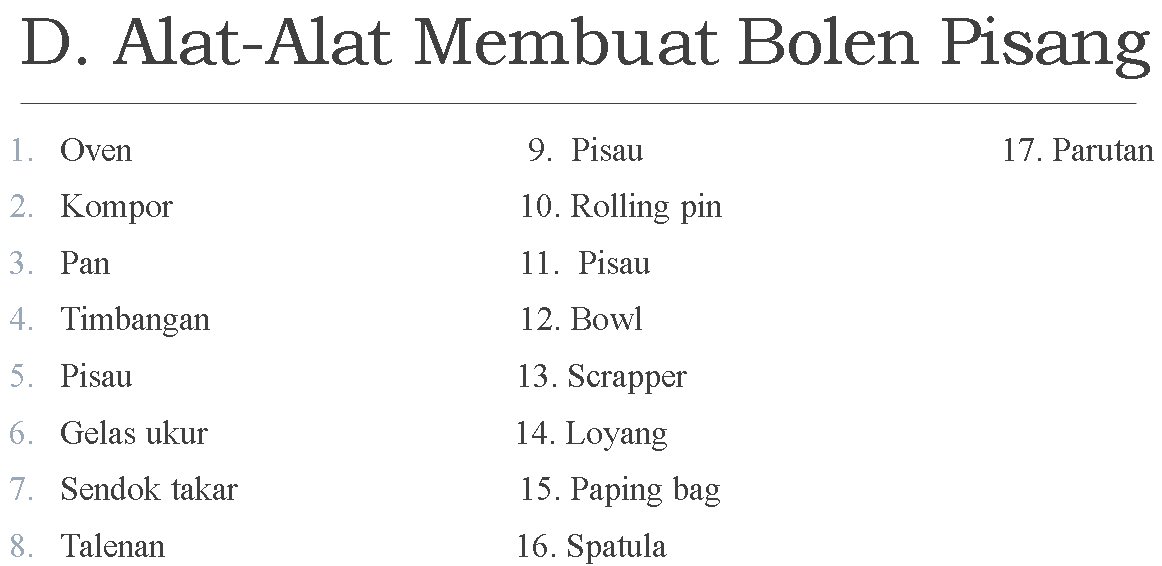 D. Alat-Alat Membuat Bolen Pisang
1. Oven
2. Kompor
3. Pan
4. Timbangan
5. Pisau
6. Gelas ukur
7. Sendok takar
8. Talenan
9. Pisau
10. Rolling pin
11. Pisau
12. Bowl
13. Scrapper
14. Loyang
15. Paping bag
16. Spatula
17. Parutan